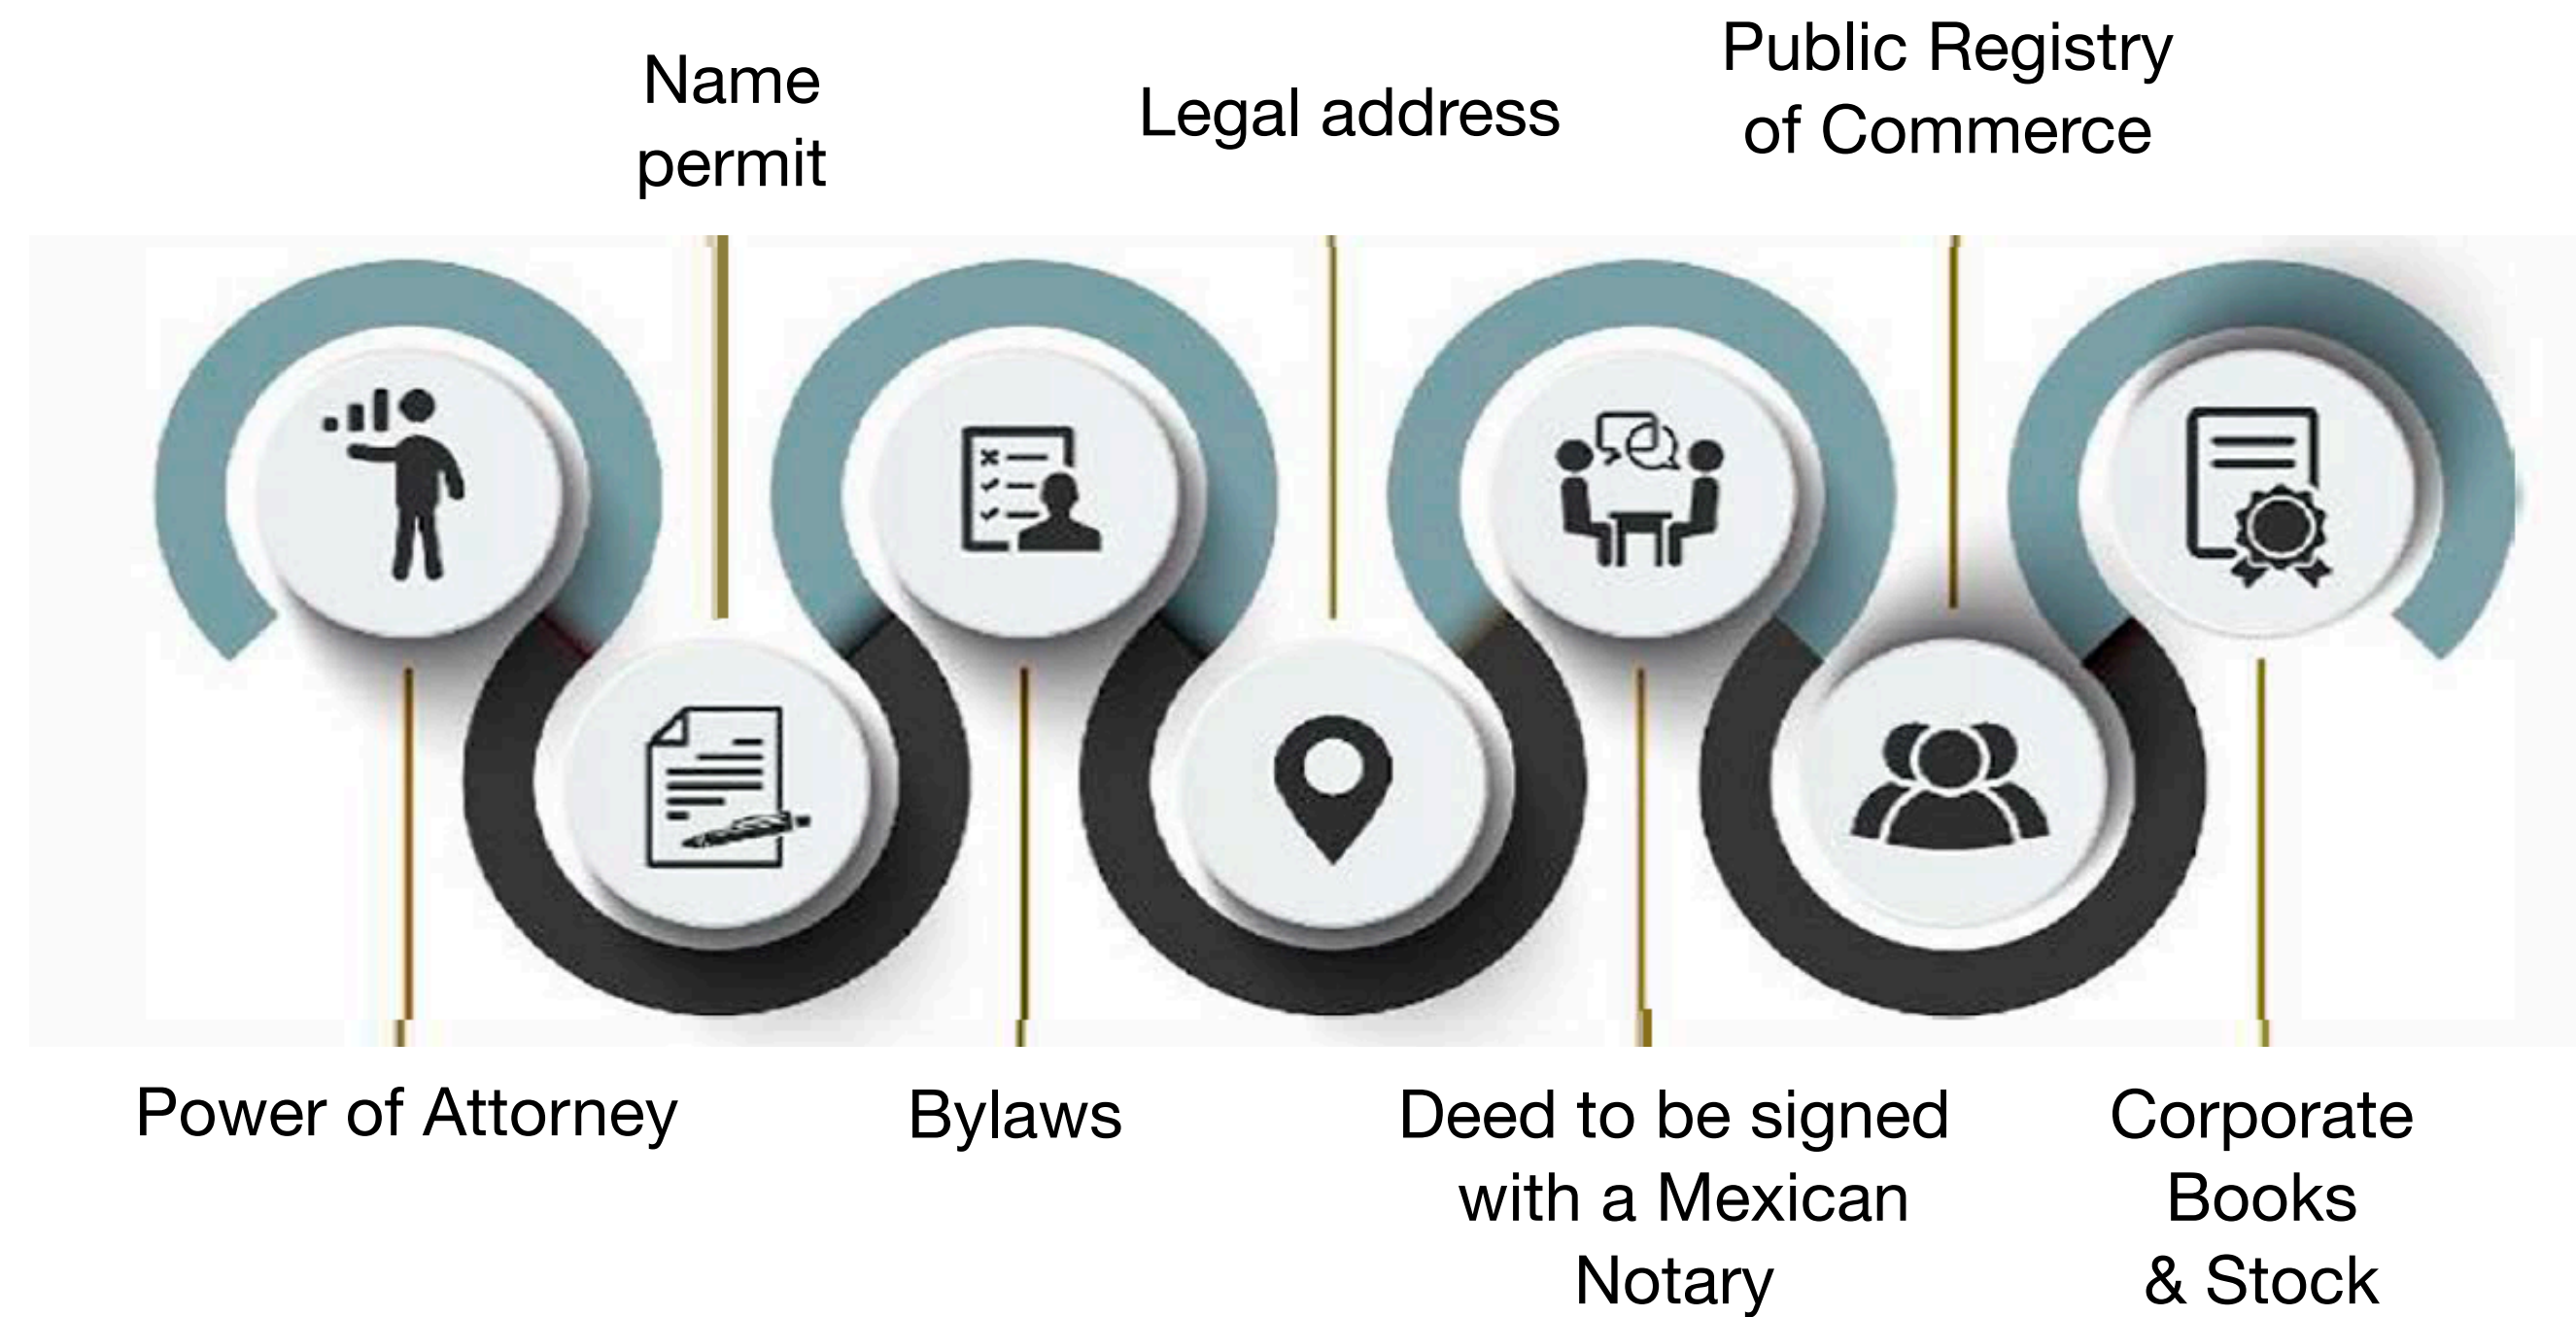 Name
permit
Legal address
Public Registry
of Commerce
Power of Attorney
Bylaws
Deed to be signed
with a Mexican
Notary
Corporate
Books
& Stock